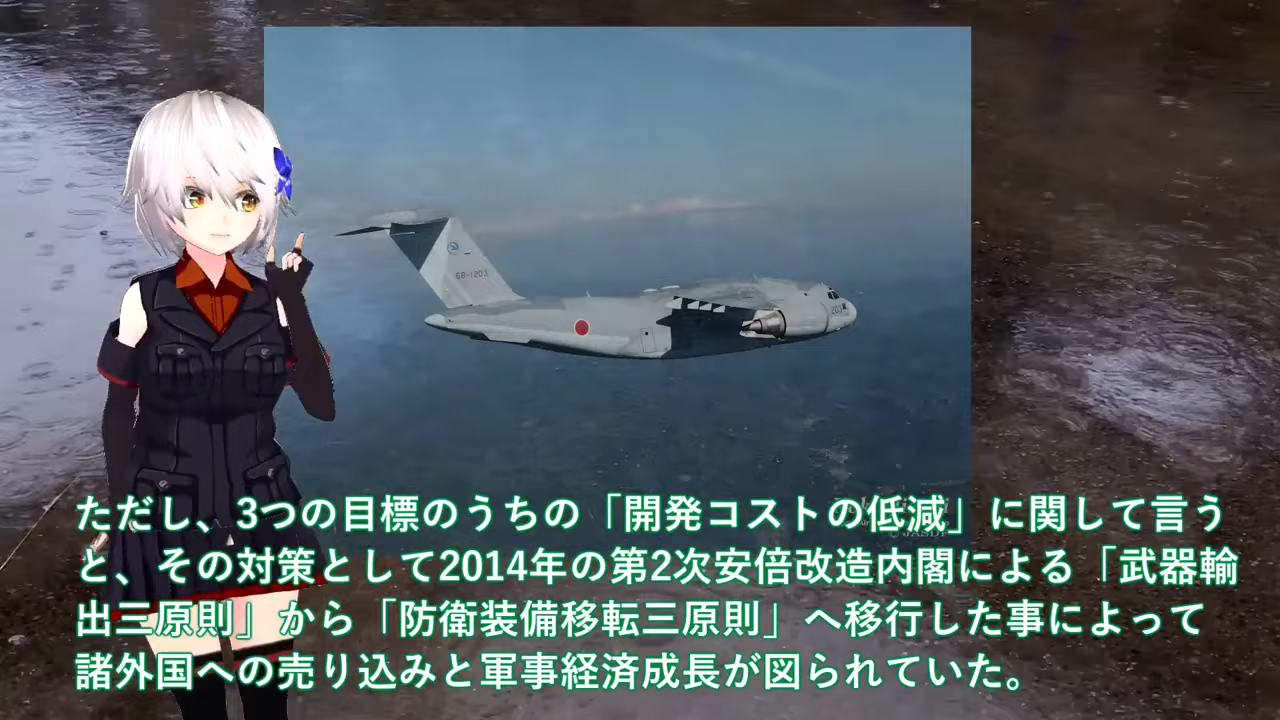 68-1203
203
ただし、3つの目標のうちの「開発コストの低減」に関して言う
と、その対策として2014年の第2次安倍改造内閣による「武器輸
出三原則」から「防衛装備移転三原則」へ移行した事によって
諸外国への売り込みと軍事経済成長が図られていた。
© JASDF